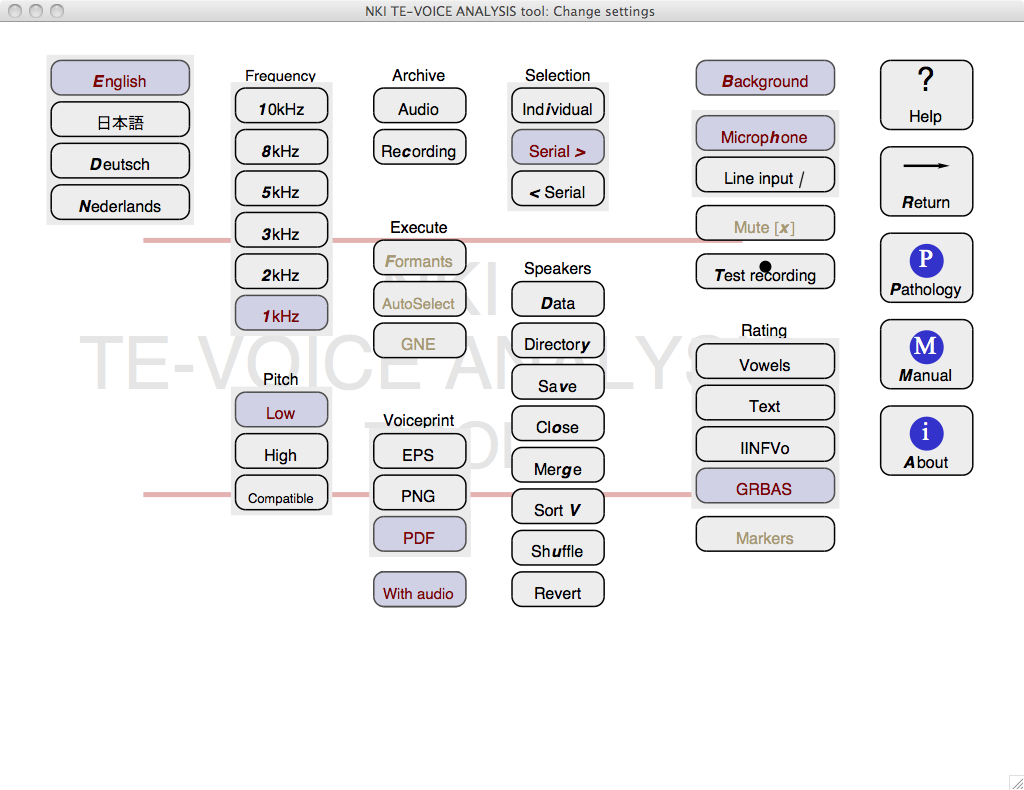 NKI TE-VOICE ANALYSIS tool: Change settings
English
日本語
Deutsch
Nederlands
Frequency
10kHz
8kHz
5kHz
3kHz
2kHz
1kHz
Pitch
Low
High
Compatible
Archive
Audio
Recording
Execute
Formants
AutoSelect
GNE
Voiceprint
EPS
PNG
PDF
With audio
Selection
Individual
Serial >
< Serial
Speakers
Data
Directory
Save
Close
Merge
Sort V
Shuffle
Revert
Background
Microphone
Line input /
Mute [x]
Test recording
Rating
Vowels
Text
IINFVo
GRBAS
Markers
?
Help
Return
P
Pathology
M
Manual
i
About
NKI
TE-VOICE ANALYSIS